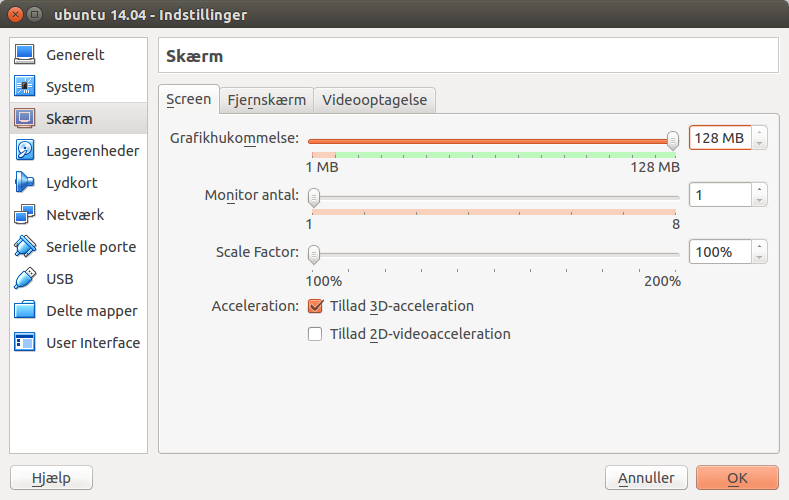 ubuntu 14.04 - Indstillinger
Generelt
System
Skærm
Lagerenheder
Lydkort
Netværk
Serielle porte
USB
Delte mapper
User Interface
Skærm
Screen Fjernskærm Videooptagelse
Grafikhukommelse: 128 MB
1 MB 128 MB
Monitor antal: 1
1 8
Scale Factor: 100%
100% 200%
Acceleration: Tillad 3D-acceleration
Tillad 2D-videoacceleration
Hjælp Annuller OK